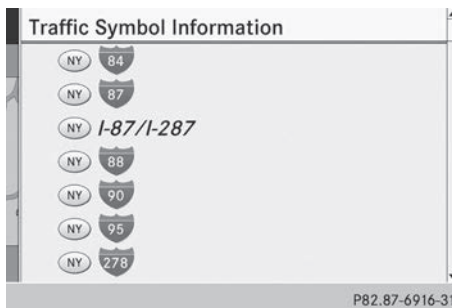 Traffic Symbol Information
NY 84
NY 87
NY I-87/I-287
NY 88
NY 90
NY 95
NY 278
P82.87-6916-31